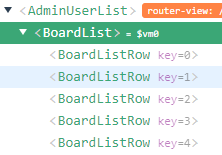 ▼ <AdminUserList> router-view: /
▼ <BoardList> = $vm0
<BoardListRow key=0>
<BoardListRow key=1>
<BoardListRow key=2>
<BoardListRow key=3>
<BoardListRow key=4>